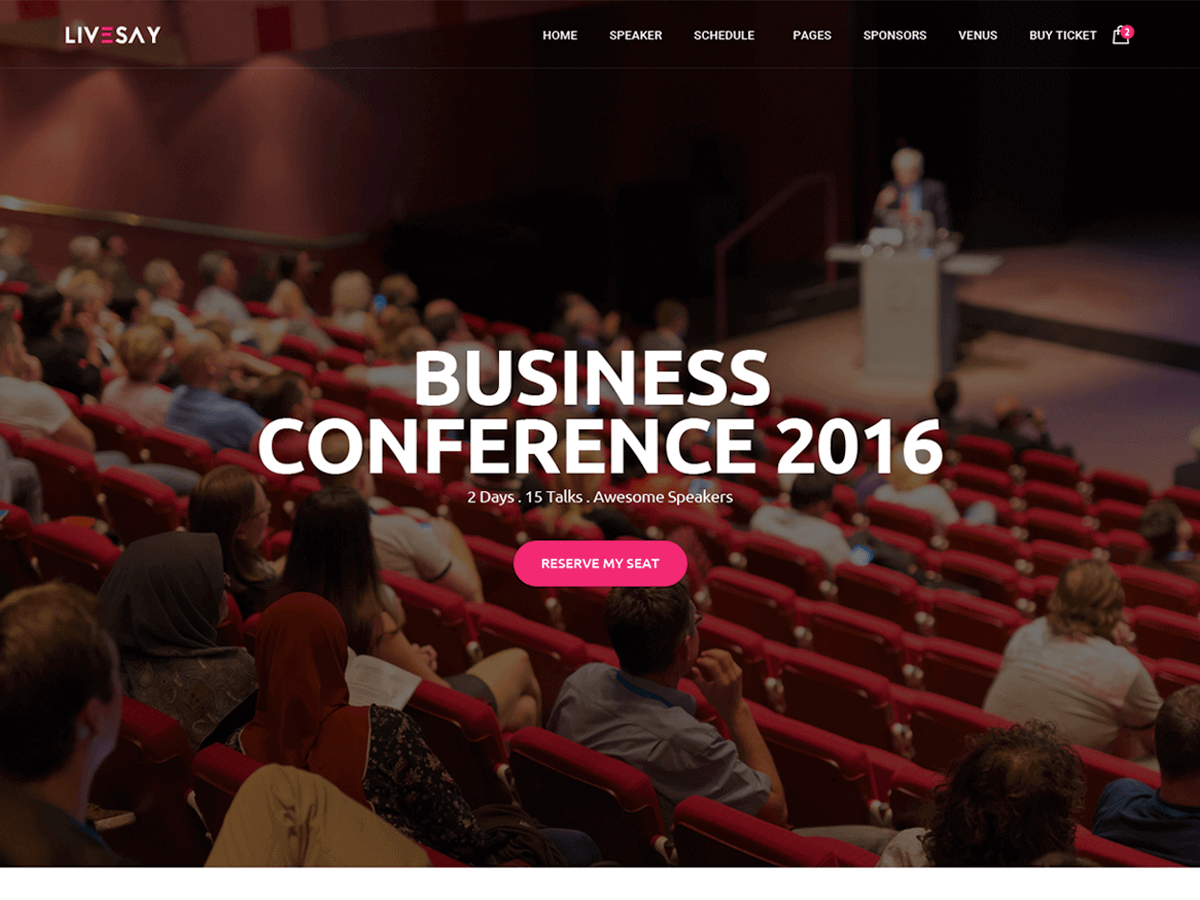 LIVESAY
HOME SPEAKER SCHEDULE PAGES SPONSORS VENUS BUY TICKET 2
BUSINESS
CONFERENCE 2016
2 Days . 15 Talks . Awesome Speakers
RESERVE MY SEAT